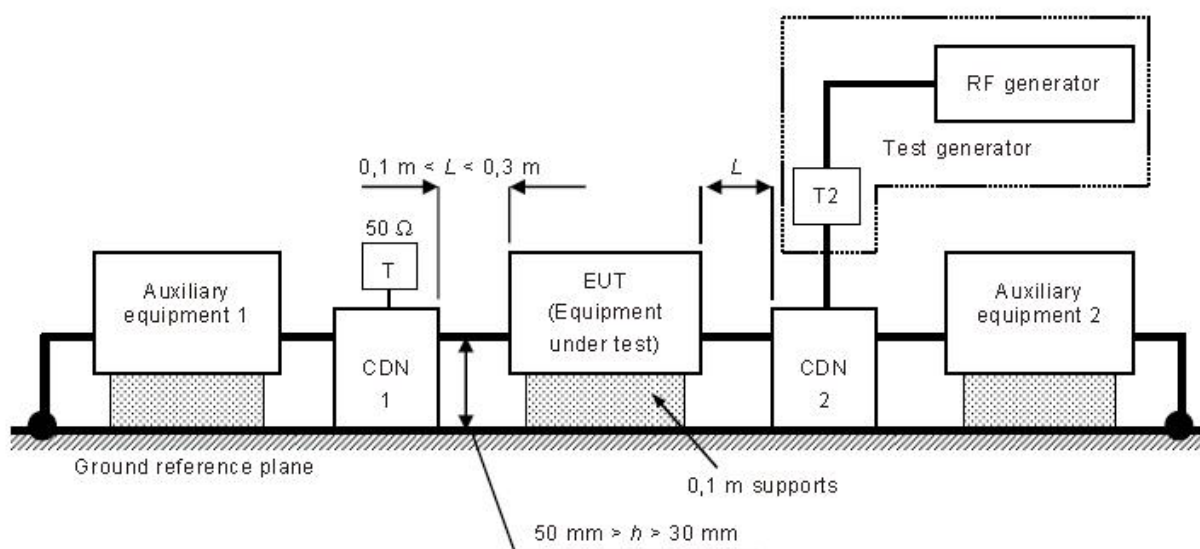 RF generator
Test generator
0,1 m < L < 0,3 m
L
T2
50 Ω
T
EUT
(Equipment
under test)
Auxiliary
equipment 1
Auxiliary
equipment 2
CDN
1
CDN
2
Ground reference plane
0,1 m supports
50 mm > h > 30 mm